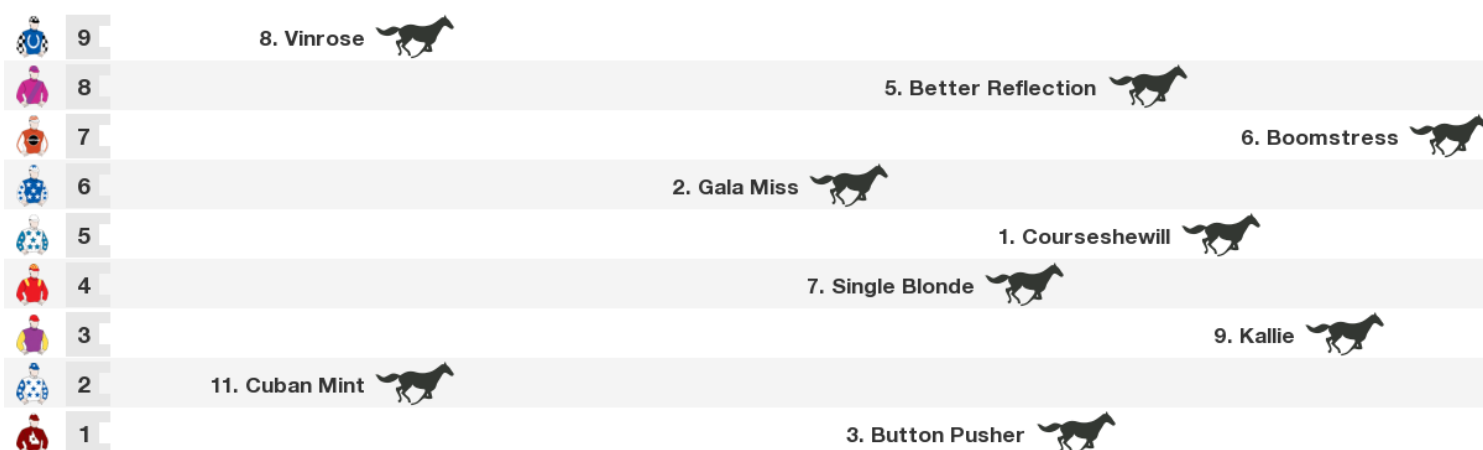 9 8. Vinrose
8 5. Better Reflection
7 6. Boomstress
6 2. Gala Miss
5 1. Courseshewill
4 7. Single Blonde
3 9. Kallie
2 11. Cuban Mint
1 3. Button Pusher